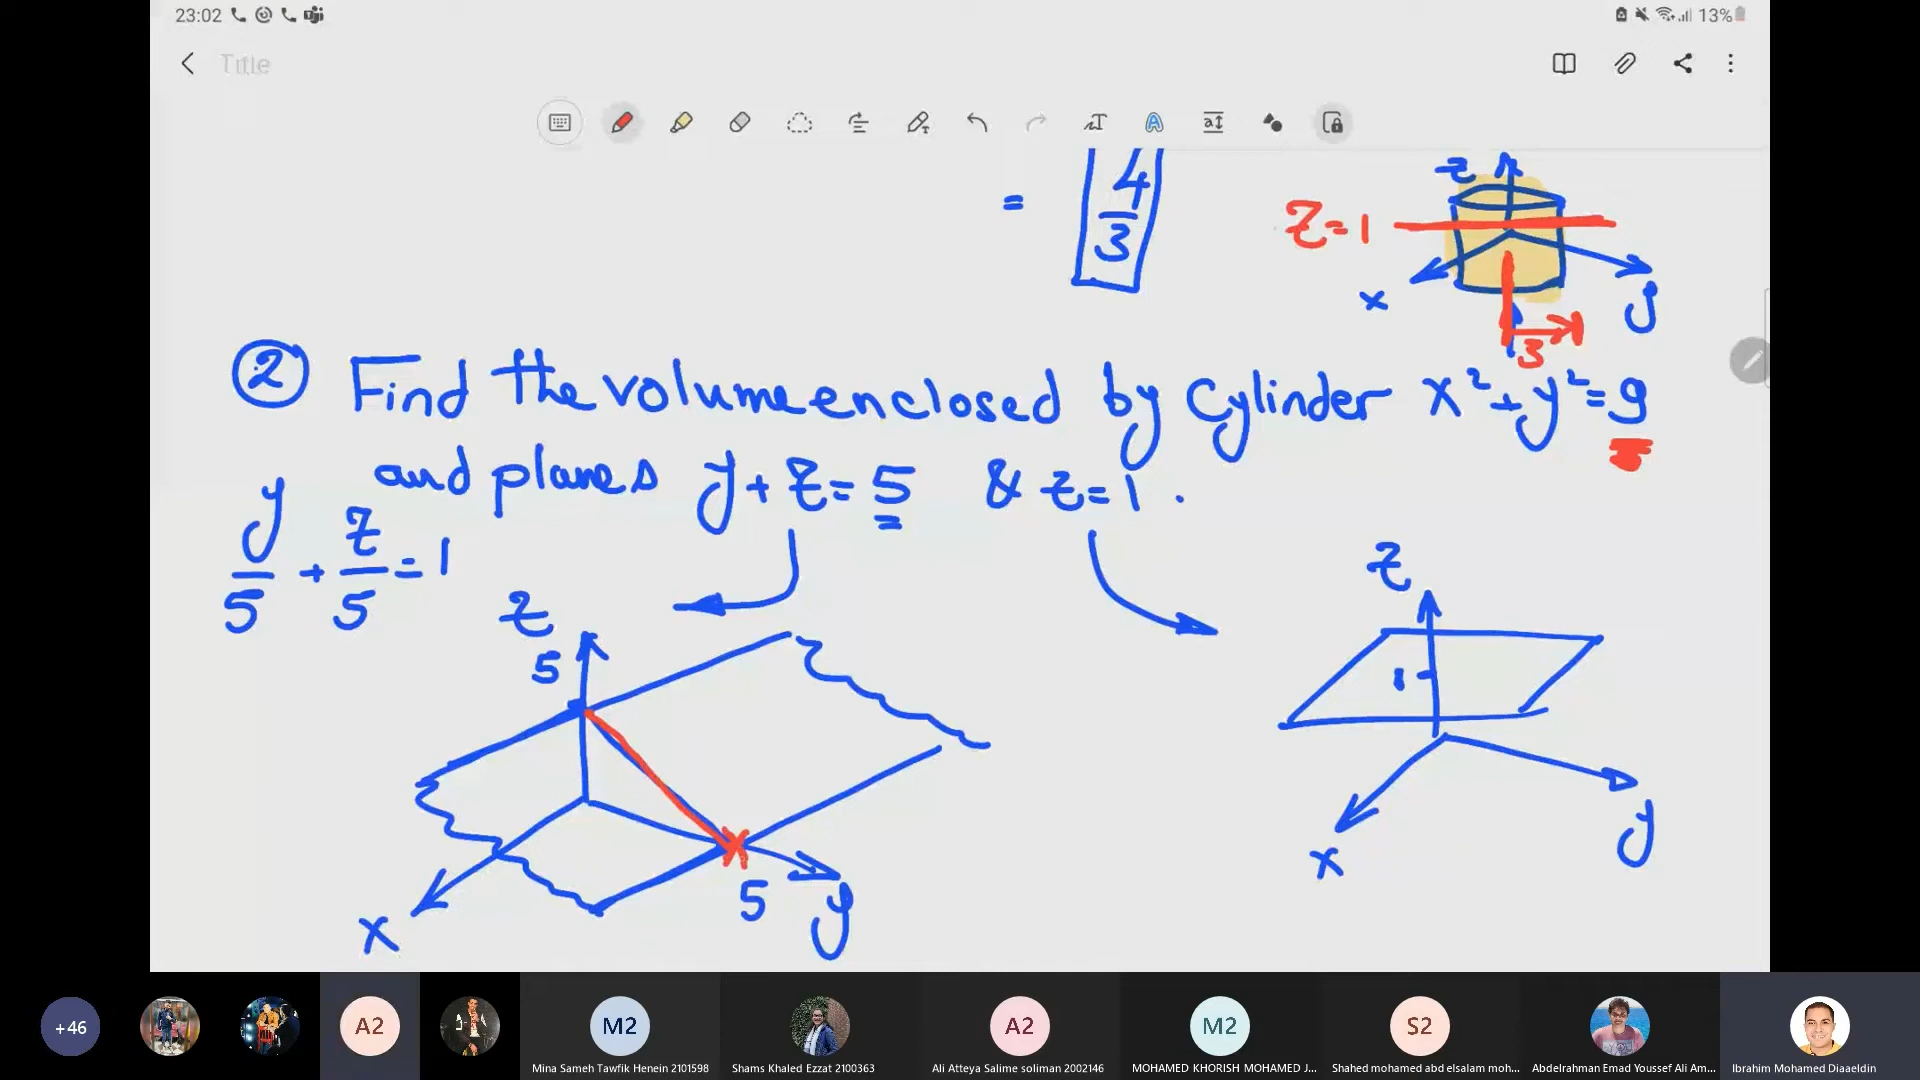 23:02
13%
Title
= 4/3
z
Z=1
x
y
3
② Find the volume enclosed by Cylinder x²+y²=9
and planes y+z=5 & z=1 .
y/5 + z/5 = 1
z
5
5
x
y
z
1
x
y
+46
A2
M2
A2
M2
S2
Mina Sameh Tawfik Henein 2101598
Shams Khaled Ezzat 2100363
Ali Atteya Salime soliman 2002146
MOHAMED KHORISH MOHAMED J...
Shahed mohamed abd elsalam moh...
Abdelrahman Emad Youssef Ali Am...
Ibrahim Mohamed Diaaeldin